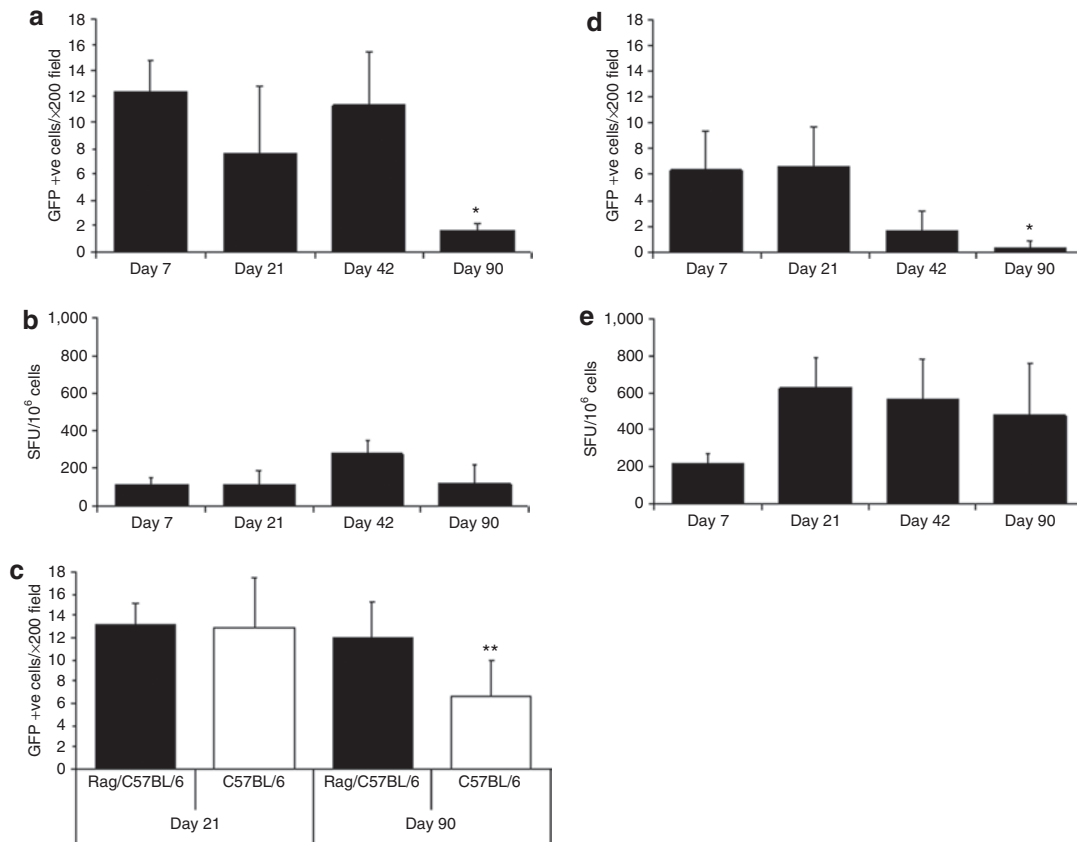 a
GFP +ve cells/×200 field
18
16
14
12
10
8
6
4
2
0
*
Day 7 Day 21 Day 42 Day 90
b
SFU/10⁶ cells
1,000
800
600
400
200
0
Day 7 Day 21 Day 42 Day 90
c
GFP +ve cells/×200 field
18
16
14
12
10
8
6
4
2
0
**
Rag/C57BL/6 C57BL/6 Rag/C57BL/6 C57BL/6
Day 21 Day 90
d
GFP +ve cells/×200 field
18
16
14
12
10
8
6
4
2
0
*
Day 7 Day 21 Day 42 Day 90
e
SFU/10⁶ cells
1,000
800
600
400
200
0
Day 7 Day 21 Day 42 Day 90